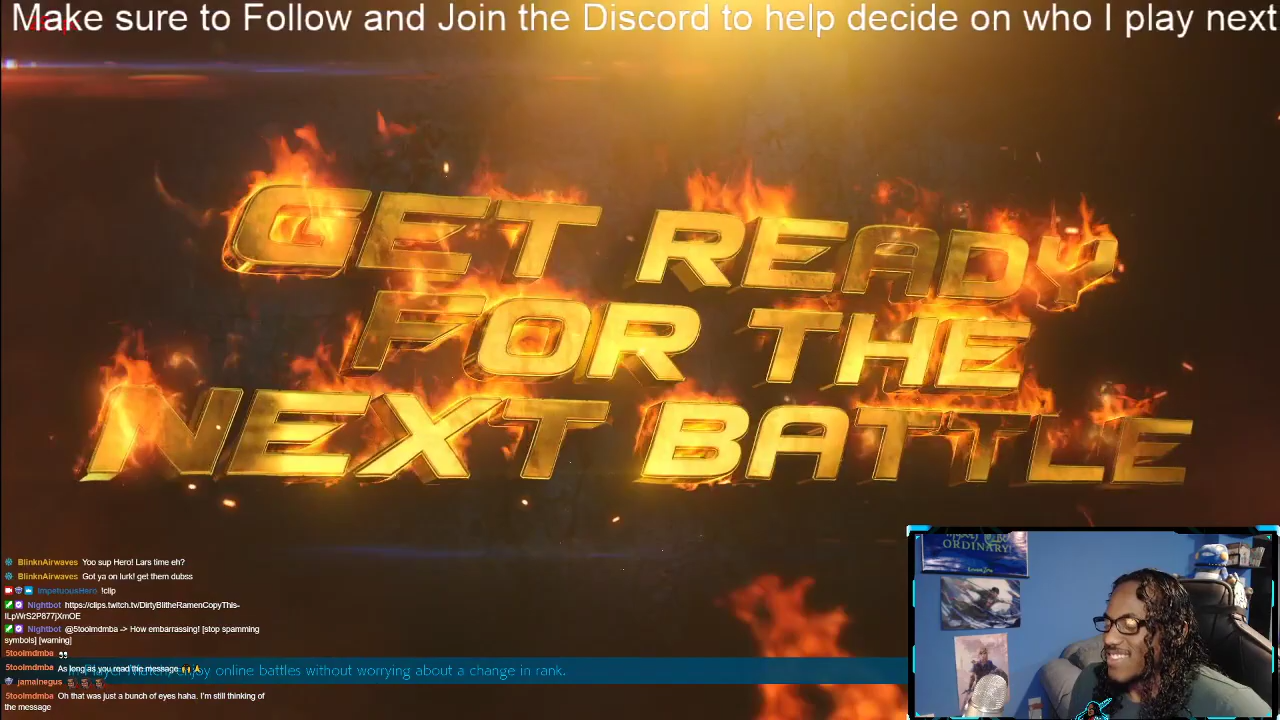 Make sure to Follow and Join the Discord to help decide on who I play next
GET READY
FOR THE
NEXT BATTLE
BlinknAirwaves Yoo sup Hero! Lars time eh?
BlinknAirwaves Got ya on lurk! get them dubss
ImpetuousHero !clip
Nightbot https://clips.twitch.tv/DirtyBlitheRamenCopyThis-
ILpWrS2P877jXmOE
Nightbot @5toolmdmba -> How embarrassing! [stop spamming
symbols] [warning]
5toolmdmba
5toolmdmba As long as you read the message
joy online battles without worrying about a change in rank.
jamalnegus
5toolmdmba Oh that was just a bunch of eyes haha. I'm still thinking of
the message
ORDINARY!